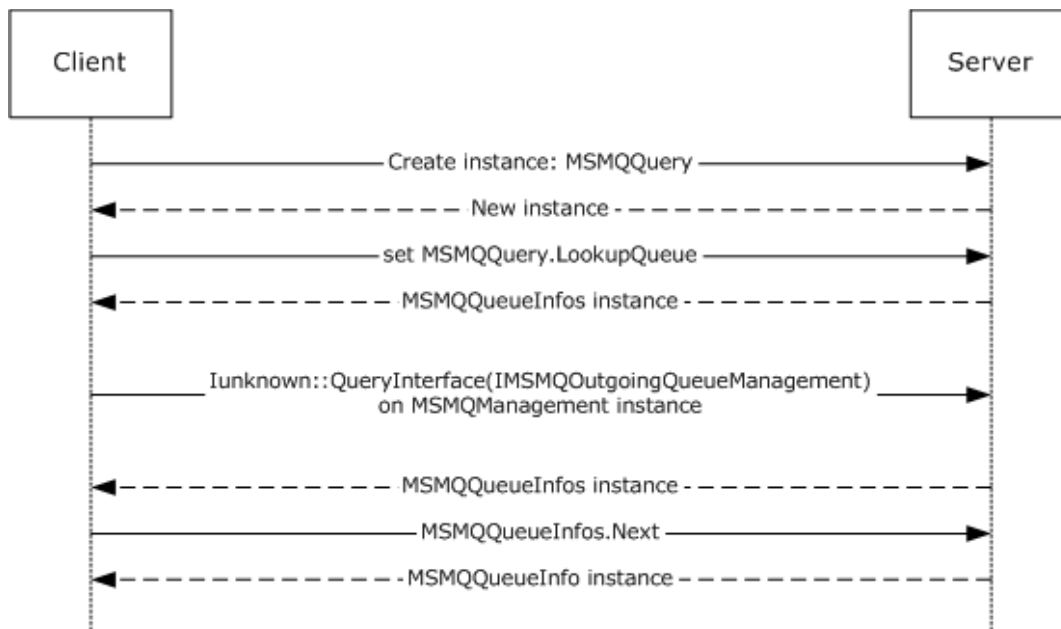 Client
Server
Create instance: MSMQQuery
New instance
set MSMQQuery.LookupQueue
MSMQQueueInfos instance
Iunknown::QueryInterface(IMSMQOutgoingQueueManagement)
on MSMQManagement instance
MSMQQueueInfos instance
MSMQQueueInfos.Next
MSMQQueueInfo instance